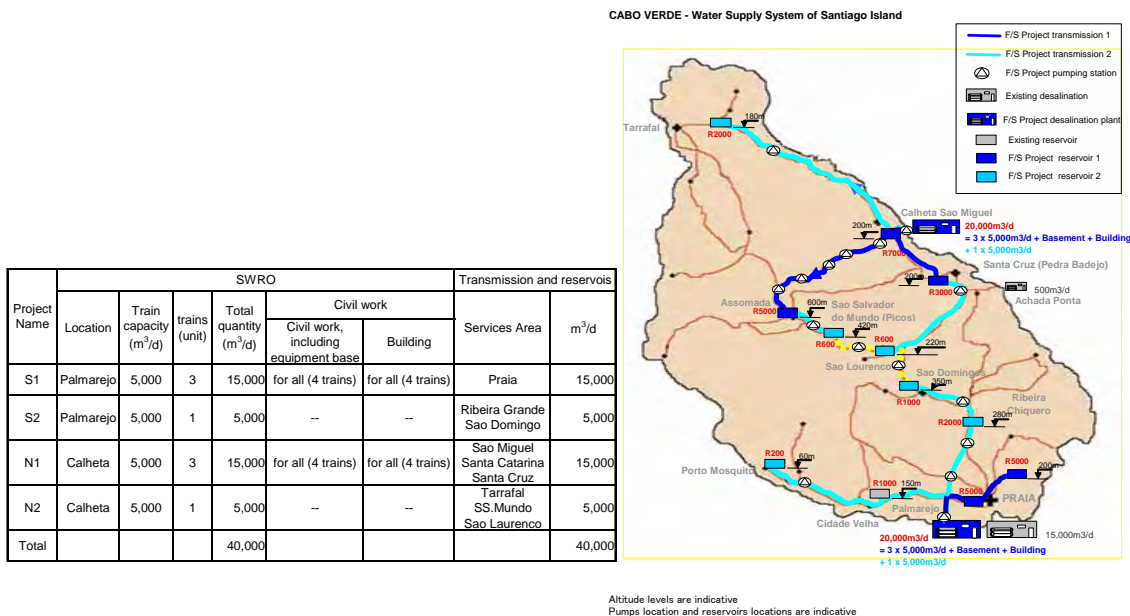 CABO VERDE - Water Supply System of Santiago Island
SWRO
Transmission and reservois
Project Name
Location
Train capacity (m³/d)
trains (unit)
Total quantity (m³/d)
Civil work
Civil work, including equipment base
Building
Services Area
m³/d
S1 Palmarejo 5,000 3 15,000 for all (4 trains) for all (4 trains) Praia 15,000
S2 Palmarejo 5,000 1 5,000 -- -- Ribeira Grande Sao Domingo 5,000
N1 Calheta 5,000 3 15,000 for all (4 trains) for all (4 trains) Sao Miguel Santa Catarina Santa Cruz 15,000
N2 Calheta 5,000 1 5,000 -- -- Tarrafal SS.Mundo Sao Laurenco 5,000
Total 40,000 40,000
F/S Project transmission 1
F/S Project transmission 2
F/S Project pumping station
Existing desalination
F/S Project desalination plant
Existing reservoir
F/S Project reservoir 1
F/S Project reservoir 2
Tarrafal
R2000
180m
Calheta Sao Miguel
20,000m3/d
= 3 x 5,000m3/d + Basement + Building
+ 1 x 5,000m3/d
200m
R7000
Santa Cruz (Pedra Badejo)
200m
R3000
500m3/d
Achada Ponta
Assomada
R5000
600m
Sao Salvador
do Mundo (Picos)
420m
R600
R600
220m
Sao Lourenco
Sao Domingos
350m
R1000
Ribeira
Chiquero
R2000
280m
R200
60m
Porto Mosquito
R1000
150m
R5000
200m
R5000
PRAIA
Palmarejo
Cidade Velha
20,000m3/d
= 3 x 5,000m3/d + Basement + Building
+ 1 x 5,000m3/d
15,000m3/d
Altitude levels are indicative
Pumps location and reservoirs locations are indicative